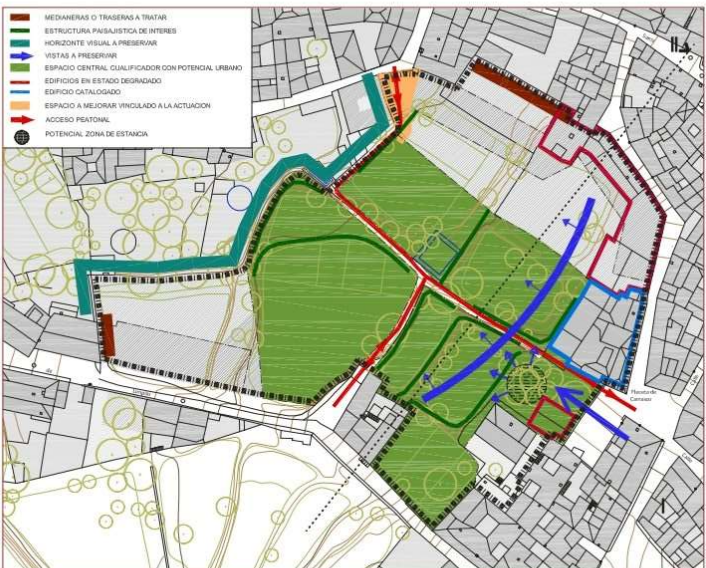 MEDIANERAS O TRASERAS A TRATAR
ESTRUCTURA PAISAJISTICA DE INTERES
HORIZONTE VISUAL A PRESERVAR
VISTAS A PRESERVAR
ESPACIO CENTRAL CUALIFICADOR CON POTENCIAL URBANO
EDIFICIOS EN ESTADO DEGRADADO
EDIFICIO CATALOGADO
ESPACIO A MEJORAR VINCULADO A LA ACTUACION
ACCESO PEATONAL
POTENCIAL ZONA DE ESTANCIA
Plazuela de
Carrasco